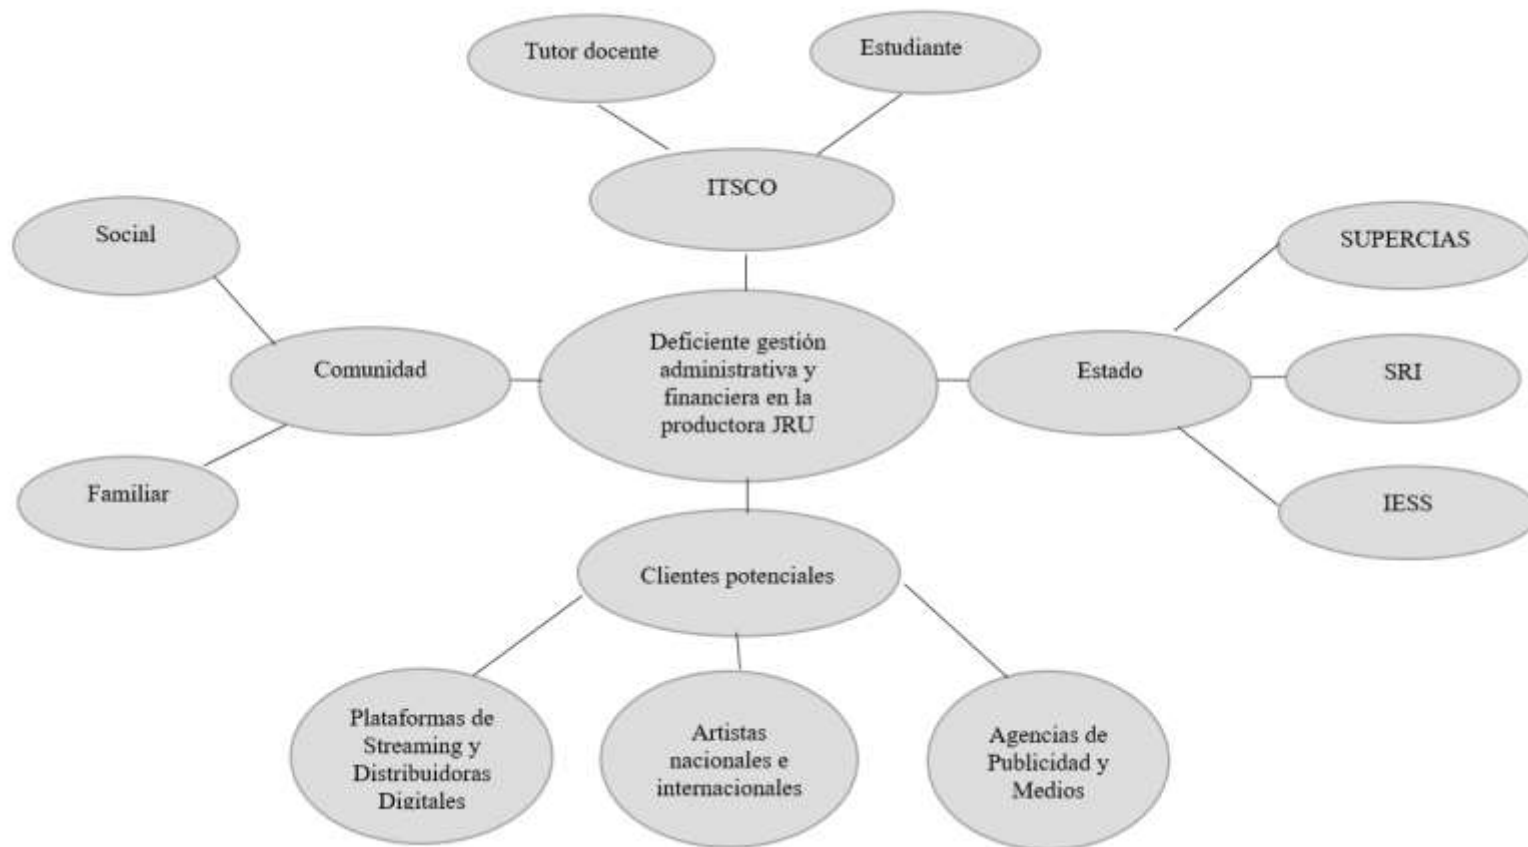 Tutor docente
Estudiante
ITSCO
Social
SUPERCIAS
Comunidad
Deficiente gestión
administrativa y
financiera en la
productora JRU
Estado
SRI
Familiar
IESS
Clientes potenciales
Plataformas de
Streaming y
Distribuidoras
Digitales
Artistas
nacionales e
internacionales
Agencias de
Publicidad y
Medios